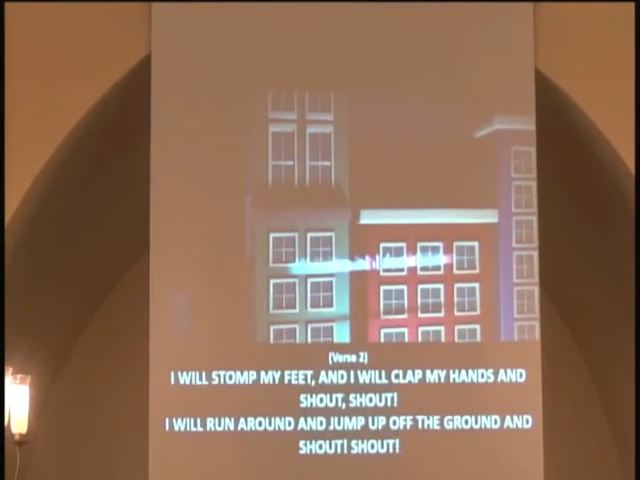 (Verse 2)
I WILL STOMP MY FEET, AND I WILL CLAP MY HANDS AND
SHOUT, SHOUT!
I WILL RUN AROUND AND JUMP UP OFF THE GROUND AND
SHOUT! SHOUT!